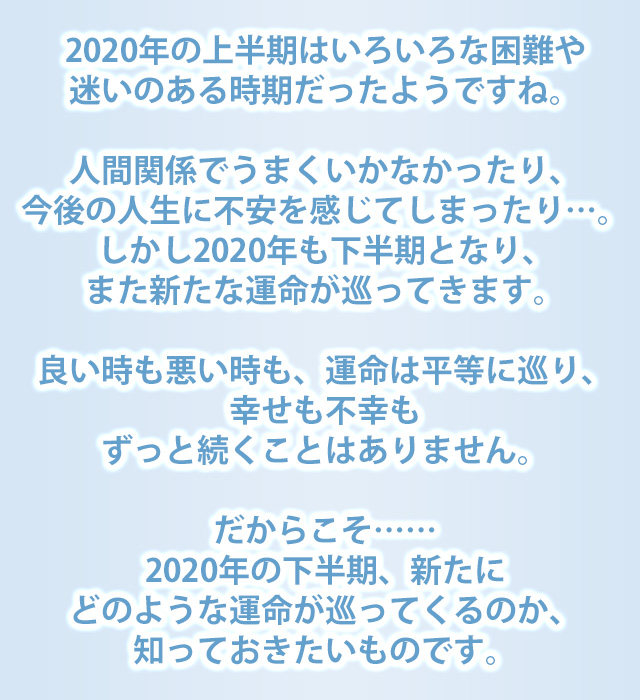 2020年の上半期はいろいろな困難や
迷いのある時期だったようですね。
人間関係でうまくいかなかったり、
今後の人生に不安を感じてしまったり…。
しかし2020年も下半期となり、
また新たな運命が巡ってきます。
良い時も悪い時も、運命は平等に巡り、
幸せも不幸も
ずっと続くことはありません。
だからこそ……
2020年の下半期、新たに
どのような運命が巡ってくるのか、
知っておきたいものです。